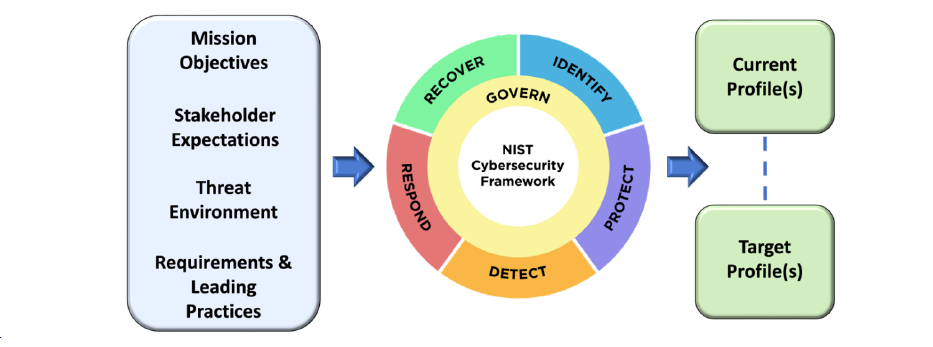 Mission
Objectives
Stakeholder
Expectations
Threat
Environment
Requirements &
Leading
Practices
RECOVER
IDENTIFY
GOVERN
NIST
Cybersecurity
Framework
RESPOND
PROTECT
DETECT
Current
Profile(s)
Target
Profile(s)